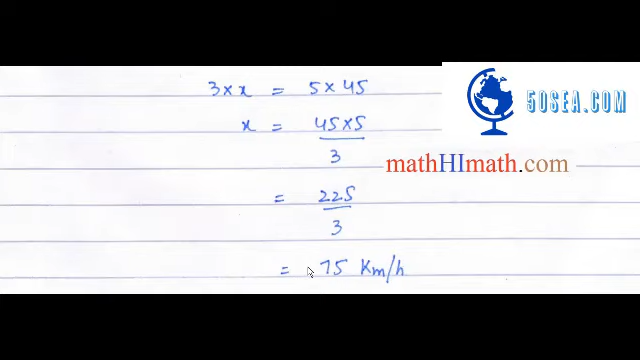 3 × x = 5 × 45
x = 45×5
3
= 225
3
= 75 Km/h
50SEA.COM
mathHImath.com